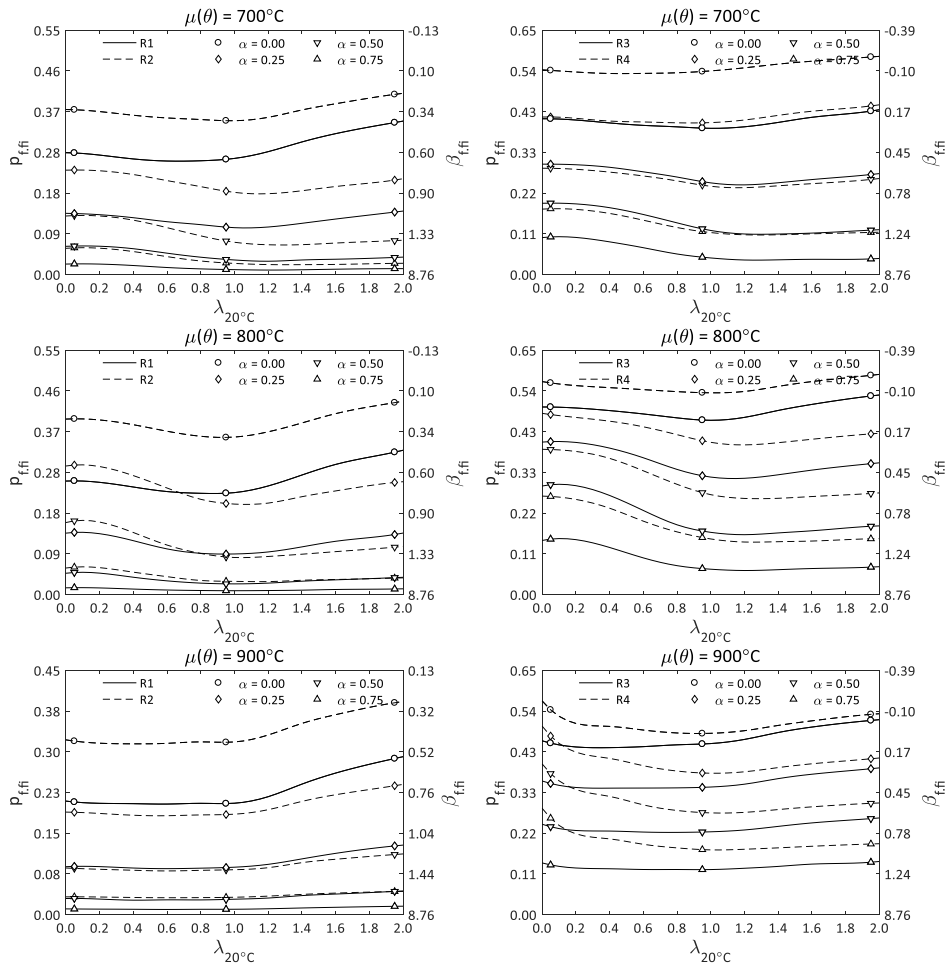 μ(θ) = 700°C
0.55
0.46
0.37
0.28
0.18
0.09
0.00
p_f.fi
R1
R2
α = 0.00
α = 0.25
α = 0.50
α = 0.75
-0.13
0.10
0.34
0.60
0.90
1.33
8.76
β_f.fi
0.0 0.2 0.4 0.6 0.8 1.0 1.2 1.4 1.6 1.8 2.0
λ_20°C
μ(θ) = 700°C
0.65
0.54
0.43
0.33
0.22
0.11
0.00
p_f.fi
R3
R4
α = 0.00
α = 0.25
α = 0.50
α = 0.75
-0.39
-0.10
0.17
0.45
0.78
1.24
8.76
β_f.fi
0.0 0.2 0.4 0.6 0.8 1.0 1.2 1.4 1.6 1.8 2.0
λ_20°C
μ(θ) = 800°C
0.55
0.46
0.37
0.28
0.18
0.09
0.00
p_f.fi
R1
R2
α = 0.00
α = 0.25
α = 0.50
α = 0.75
-0.13
0.10
0.34
0.60
0.90
1.33
8.76
β_f.fi
0.0 0.2 0.4 0.6 0.8 1.0 1.2 1.4 1.6 1.8 2.0
λ_20°C
μ(θ) = 800°C
0.65
0.54
0.43
0.33
0.22
0.11
0.00
p_f.fi
R3
R4
α = 0.00
α = 0.25
α = 0.50
α = 0.75
-0.39
-0.10
0.17
0.45
0.78
1.24
8.76
β_f.fi
0.0 0.2 0.4 0.6 0.8 1.0 1.2 1.4 1.6 1.8 2.0
λ_20°C
μ(θ) = 900°C
0.45
0.38
0.30
0.23
0.15
0.08
0.00
p_f.fi
R1
R2
α = 0.00
α = 0.25
α = 0.50
α = 0.75
0.13
0.32
0.52
0.76
1.04
1.44
8.76
β_f.fi
0.0 0.2 0.4 0.6 0.8 1.0 1.2 1.4 1.6 1.8 2.0
λ_20°C
μ(θ) = 900°C
0.65
0.54
0.43
0.33
0.22
0.11
0.00
p_f.fi
R3
R4
α = 0.00
α = 0.25
α = 0.50
α = 0.75
-0.39
-0.10
0.17
0.45
0.78
1.24
8.76
β_f.fi
0.0 0.2 0.4 0.6 0.8 1.0 1.2 1.4 1.6 1.8 2.0
λ_20°C